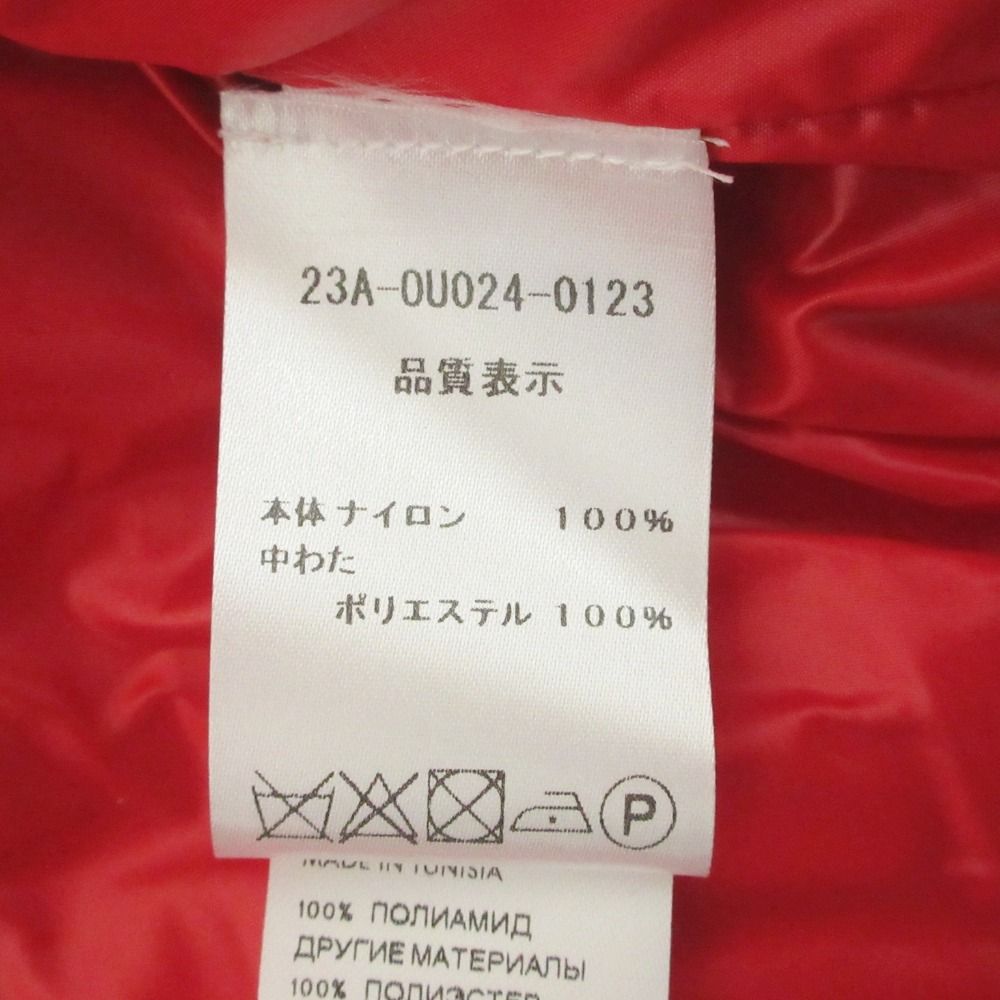 23A-0U024-0123
品質表示
本体 ナイロン 100%
中わた
ポリエステル 100%
P
MADE IN TUNISIA
100% ПОЛИАМИД
ДРУГИЕ МАТЕРИАЛЫ
100% ПОЛИЭСТЕР